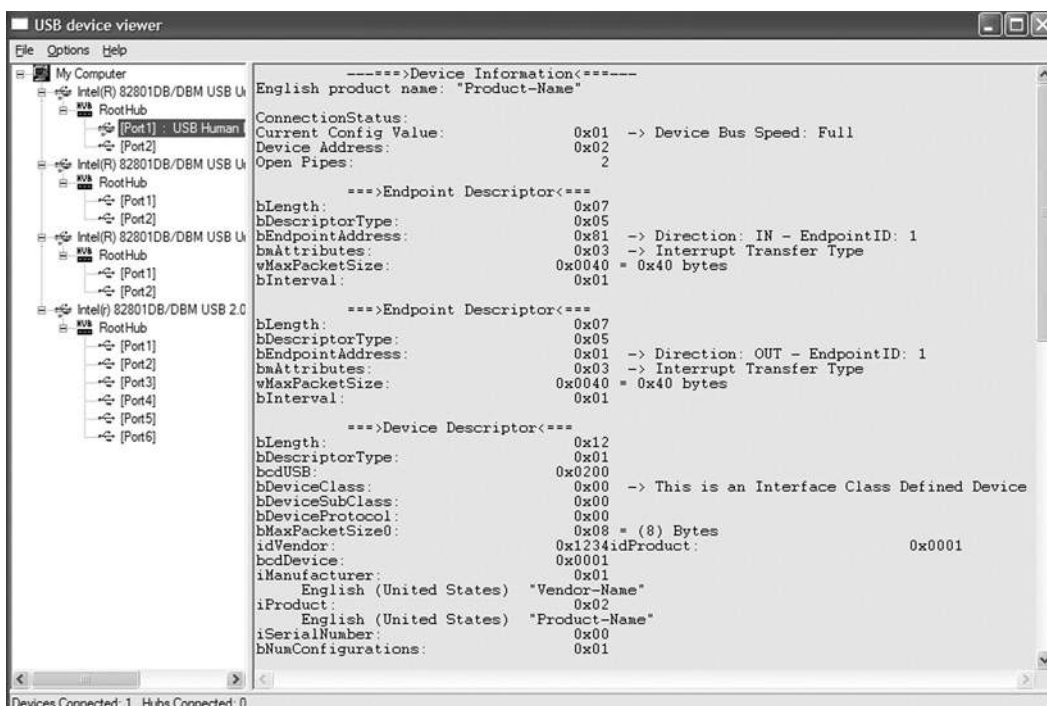 USB device viewer
File Options Help
My Computer
Intel(R) 82801DB/DBM USB U
RootHub
[Port1] : USB Human
[Port2]
Intel(R) 82801DB/DBM USB U
RootHub
[Port1]
[Port2]
Intel(R) 82801DB/DBM USB U
RootHub
[Port1]
[Port2]
Intel(r) 82801DB/DBM USB 2.0
RootHub
[Port1]
[Port2]
[Port3]
[Port4]
[Port5]
[Port6]
---===>Device Information<===---
English product name: "Product-Name"
ConnectionStatus:
Current Config Value: 0x01 -> Device Bus Speed: Full
Device Address: 0x02
Open Pipes: 2
===>Endpoint Descriptor<===
bLength: 0x07
bDescriptorType: 0x05
bEndpointAddress: 0x81 -> Direction: IN - EndpointID: 1
bmAttributes: 0x03 -> Interrupt Transfer Type
wMaxPacketSize: 0x0040 = 0x40 bytes
bInterval: 0x01
===>Endpoint Descriptor<===
bLength: 0x07
bDescriptorType: 0x05
bEndpointAddress: 0x01 -> Direction: OUT - EndpointID: 1
bmAttributes: 0x03 -> Interrupt Transfer Type
wMaxPacketSize: 0x0040 = 0x40 bytes
bInterval: 0x01
===>Device Descriptor<===
bLength: 0x12
bDescriptorType: 0x01
bcdUSB: 0x0200
bDeviceClass: 0x00 -> This is an Interface Class Defined Device
bDeviceSubClass: 0x00
bDeviceProtocol: 0x00
bMaxPacketSize0: 0x08 = (8) Bytes
idVendor: 0x1234idProduct: 0x0001
bcdDevice: 0x0001
iManufacturer: 0x01
English (United States) "Vendor-Name"
iProduct: 0x02
English (United States) "Product-Name"
iSerialNumber: 0x00
bNumConfigurations: 0x01
Devices Connected: 1 Hubs Connected: 0